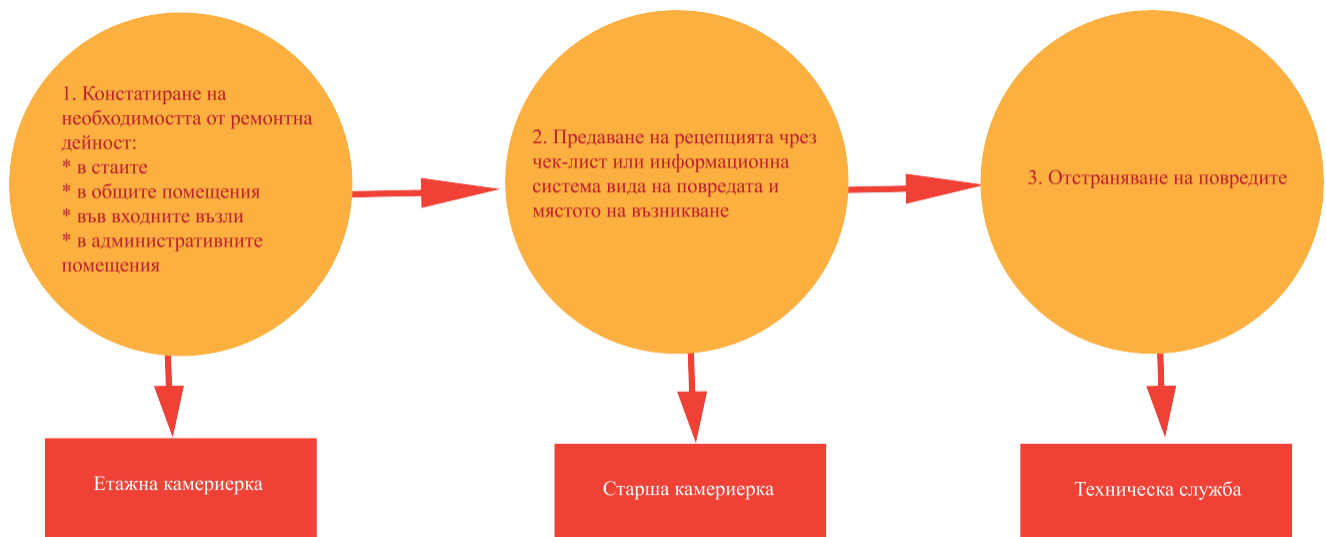 1. Констатиране на
необходимостта от ремонтна
дейност:
* в стаите
* в общите помещения
* във входните възли
* в административните
помещения
2. Предаване на рецепцията чрез
чек-лист или информационна
система вида на повредата и
мястото на възникване
3. Отстраняване на повредите
Етажна камериерка
Старша камериерка
Техническа служба